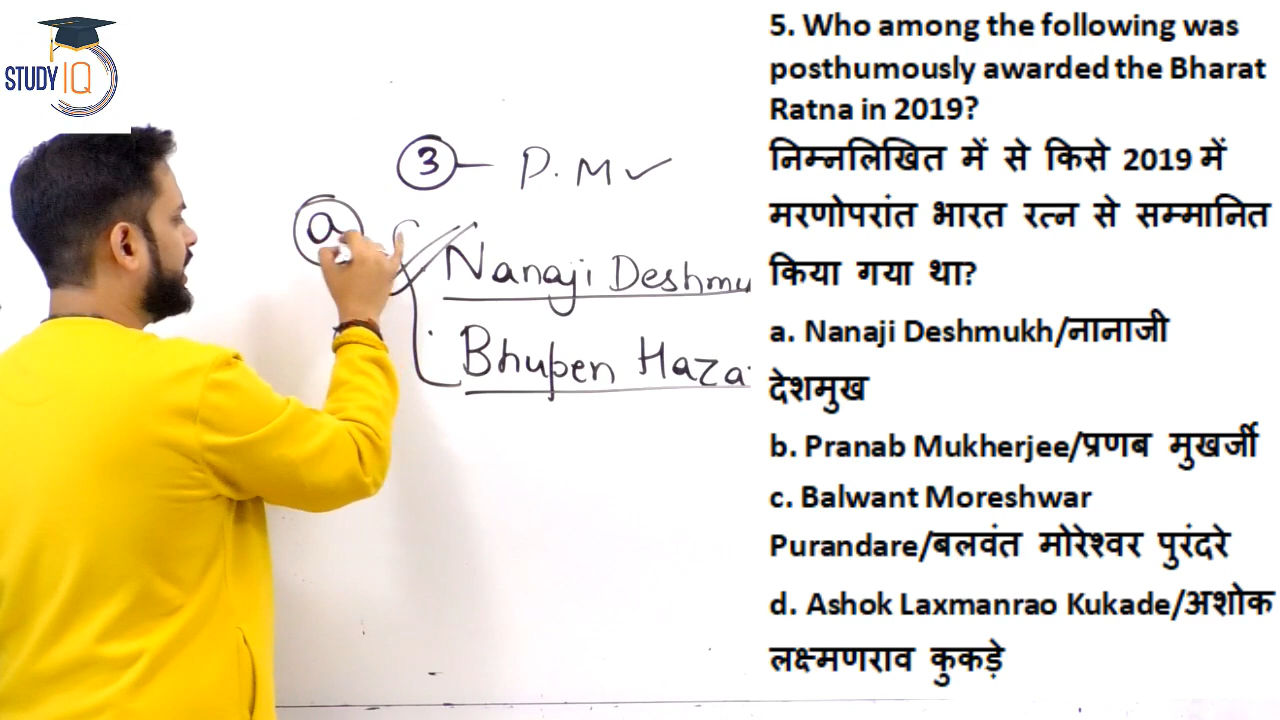 STUDY IQ
3 - P.M ✓
a
Nanaji Deshmu
Bhupen Haza
5. Who among the following was
posthumously awarded the Bharat
Ratna in 2019?
निम्नलिखित में से किसे 2019 में
मरणोपरांत भारत रत्न से सम्मानित
किया गया था?
a. Nanaji Deshmukh/नानाजी
देशमुख
b. Pranab Mukherjee/प्रणब मुखर्जी
c. Balwant Moreshwar
Purandare/बलवंत मोरेश्वर पुरंदरे
d. Ashok Laxmanrao Kukade/अशोक
लक्ष्मणराव कुकड़े